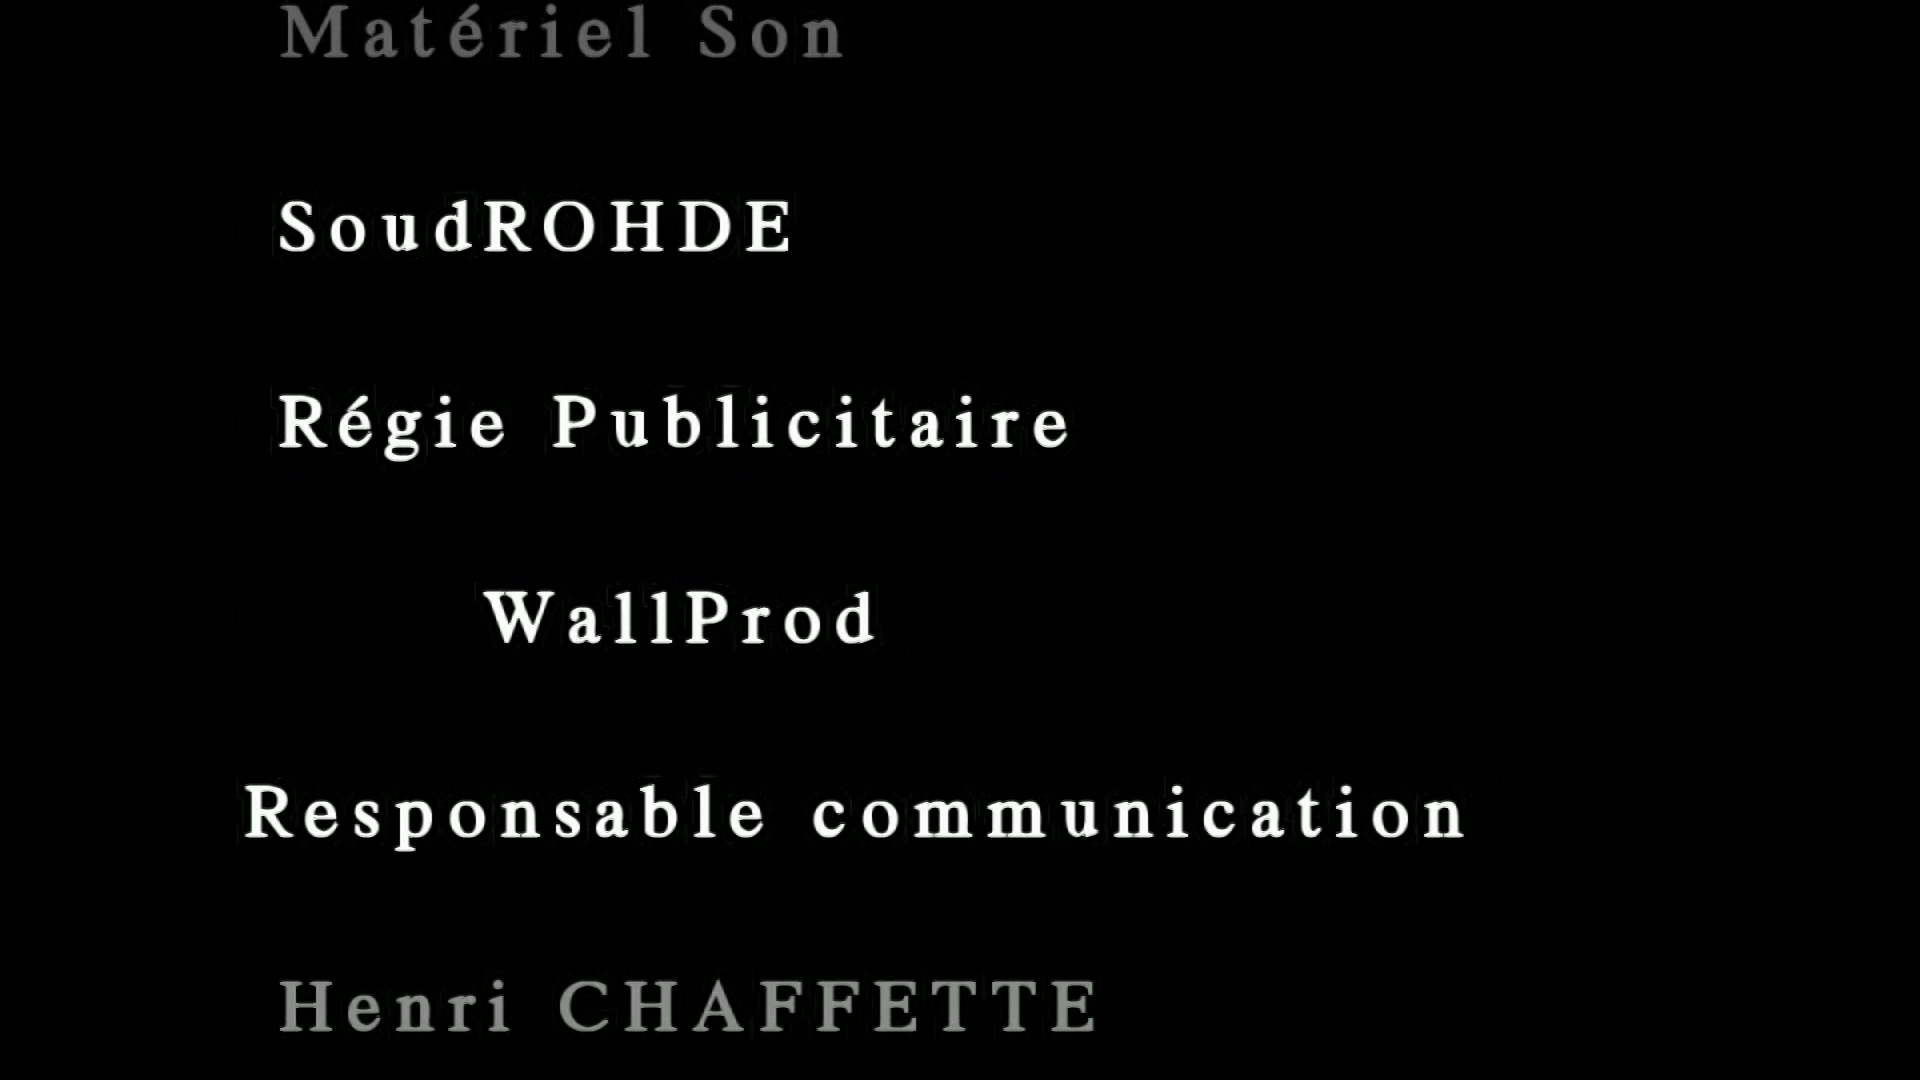 Matériel Son
SoudROHDE
Régie Publicitaire
WallProd
Responsable communication
Henri CHAFFETTE